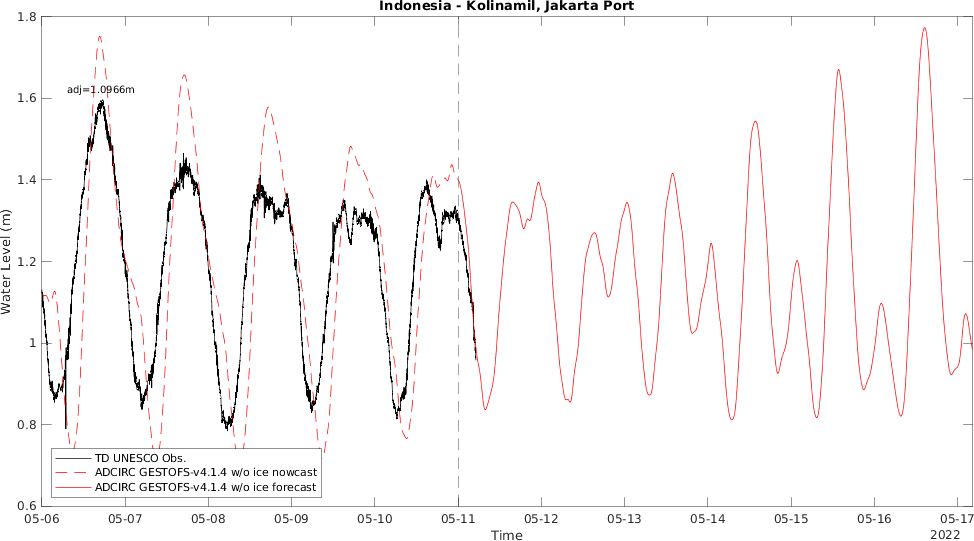 Indonesia - Kolinamil, Jakarta Port
1.8
1.6
1.4
1.2
1
0.8
0.6
Water Level (m)
adj=1.0966m
TD UNESCO Obs.
ADCIRC GESTOFS-v4.1.4 w/o ice nowcast
ADCIRC GESTOFS-v4.1.4 w/o ice forecast
05-06 05-07 05-08 05-09 05-10 05-11 05-12 05-13 05-14 05-15 05-16 05-17
Time
2022